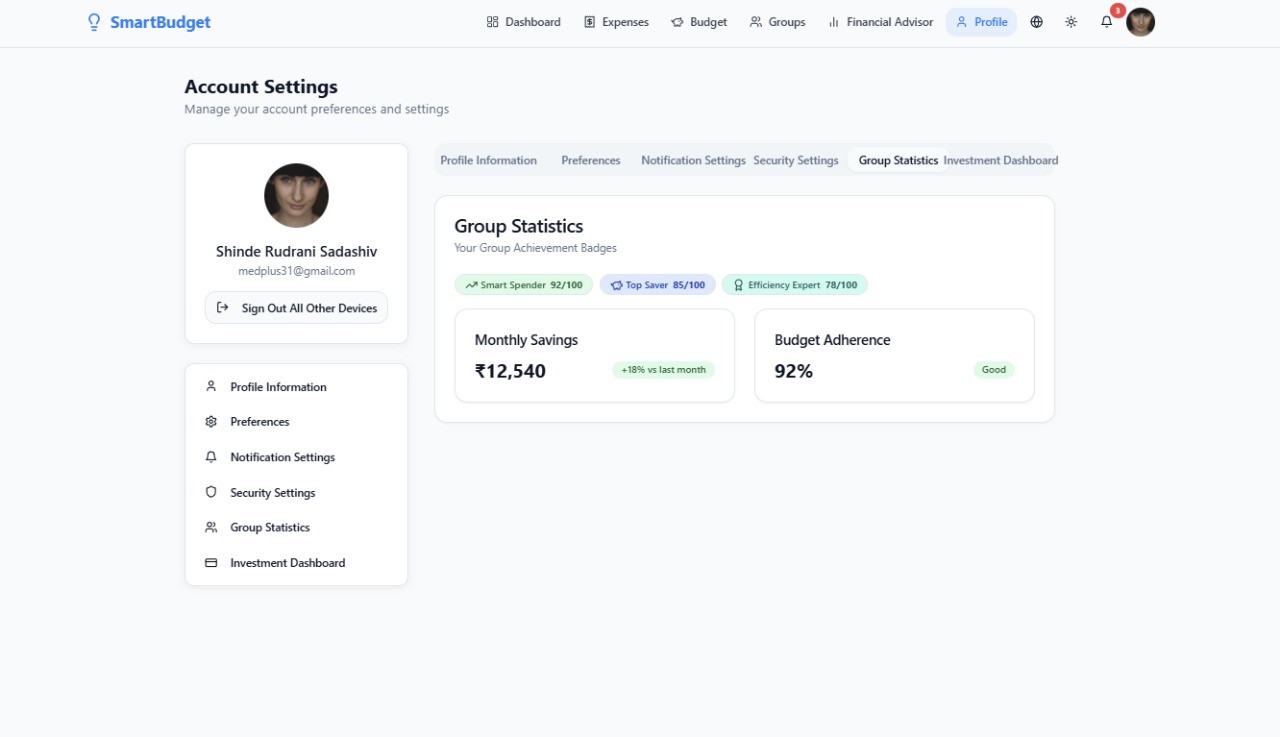 SmartBudget
Dashboard Expenses Budget Groups Financial Advisor Profile 3
Account Settings
Manage your account preferences and settings
Shinde Rudrani Sadashiv
medplus31@gmail.com
Sign Out All Other Devices
Profile Information
Preferences
Notification Settings
Security Settings
Group Statistics
Investment Dashboard
Profile Information Preferences Notification Settings Security Settings Group Statistics Investment Dashboard
Group Statistics
Your Group Achievement Badges
Smart Spender 92/100 Top Saver 85/100 Efficiency Expert 78/100
Monthly Savings
₹12,540 +18% vs last month
Budget Adherence
92% Good